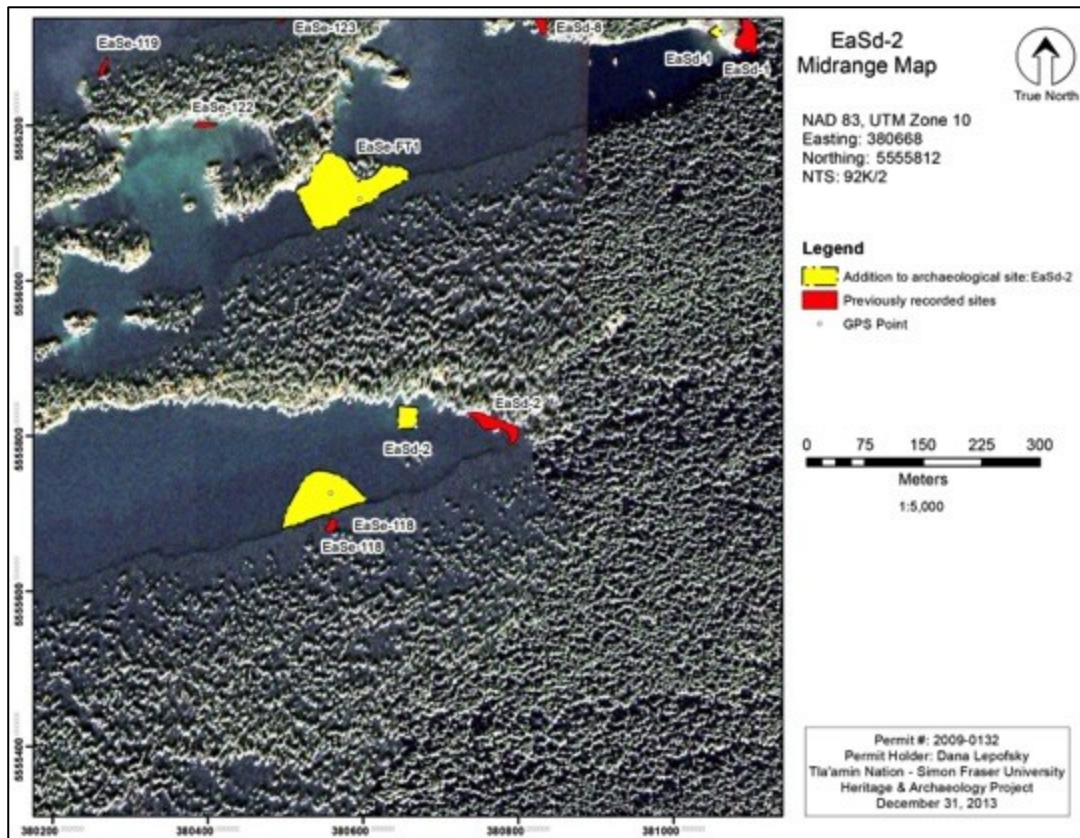 EaSe-119
EaSe-123
EaSd-8
EaSd-1
EaSd-1
EaSe-122
EaSe-FT1
EaSd-2
EaSd-2
EaSe-118
EaSe-118
5556200
5556000
5555800
5555600
5555400
380200
380400
380600
380800
381000
EaSd-2
Midrange Map
True North
NAD 83, UTM Zone 10
Easting: 380668
Northing: 5555812
NTS: 92K/2
Legend
Addition to archaeological site: EaSd-2
Previously recorded sites
GPS Point
0 75 150 225 300
Meters
1:5,000
Permit #: 2009-0132
Permit Holder: Dana Lepofsky
Tla'amin Nation - Simon Fraser University
Heritage & Archaeology Project
December 31, 2013